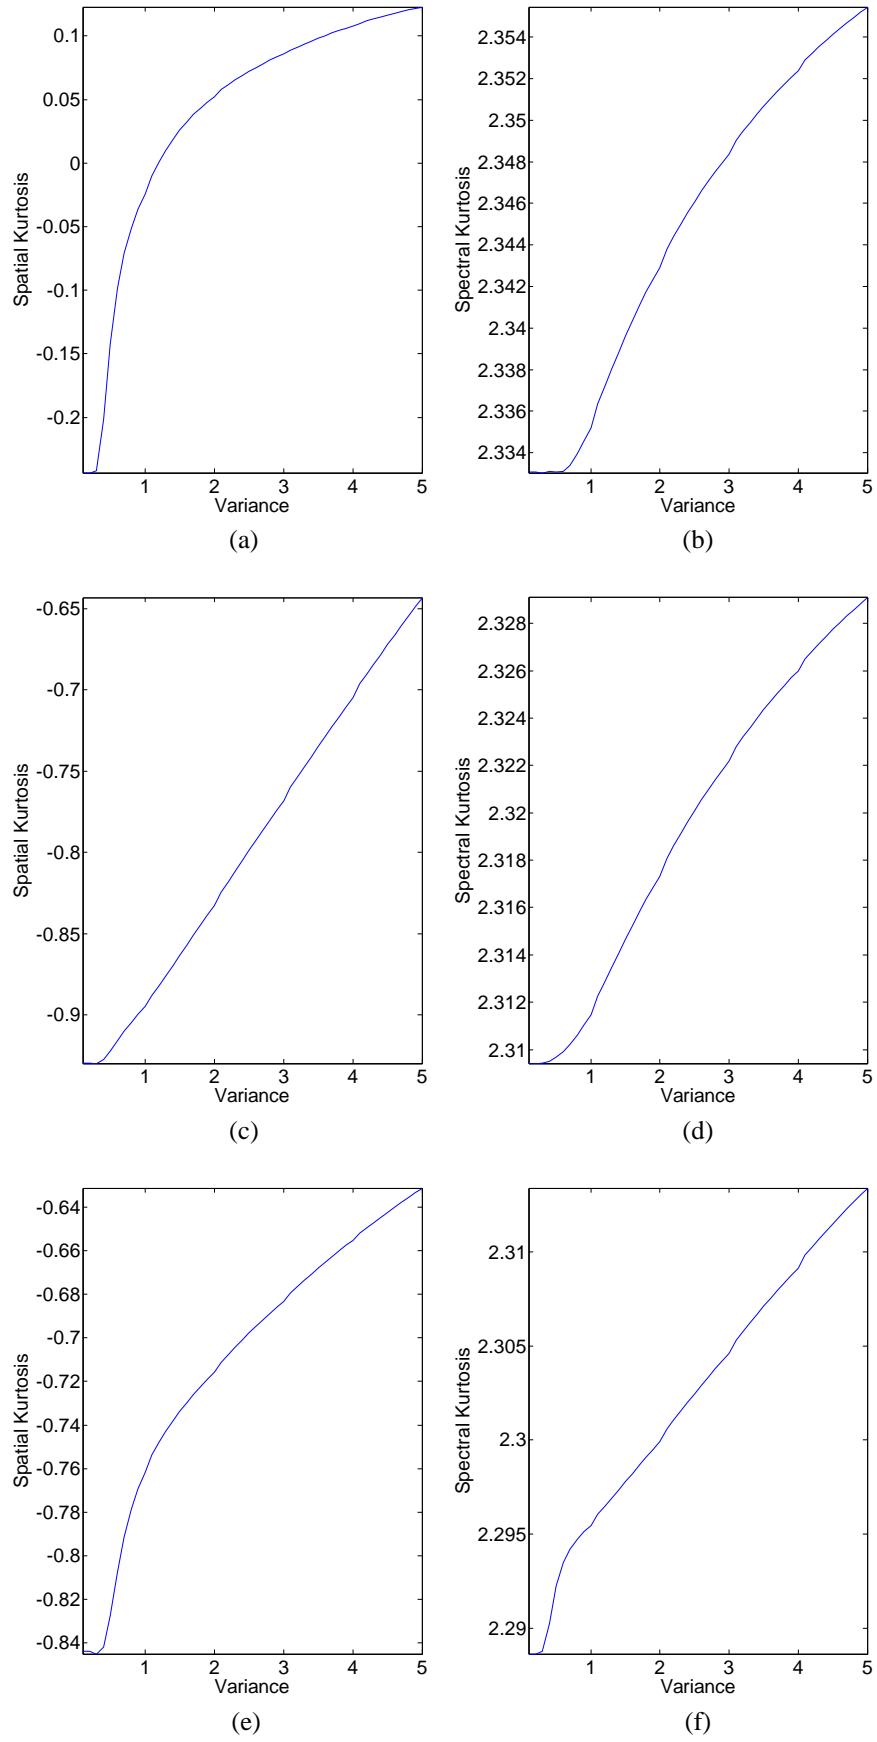 0.1
0.05
0
-0.05
-0.1
-0.15
-0.2
Spatial Kurtosis
1 2 3 4 5
Variance
(a)
2.354
2.352
2.35
2.348
2.346
2.344
2.342
2.34
2.338
2.336
2.334
Spectral Kurtosis
1 2 3 4 5
Variance
(b)
-0.65
-0.7
-0.75
-0.8
-0.85
-0.9
Spatial Kurtosis
1 2 3 4 5
Variance
(c)
2.328
2.326
2.324
2.322
2.32
2.318
2.316
2.314
2.312
2.31
Spectral Kurtosis
1 2 3 4 5
Variance
(d)
-0.64
-0.66
-0.68
-0.7
-0.72
-0.74
-0.76
-0.78
-0.8
-0.82
-0.84
Spatial Kurtosis
1 2 3 4 5
Variance
(e)
2.31
2.305
2.3
2.295
2.29
Spectral Kurtosis
1 2 3 4 5
Variance
(f)